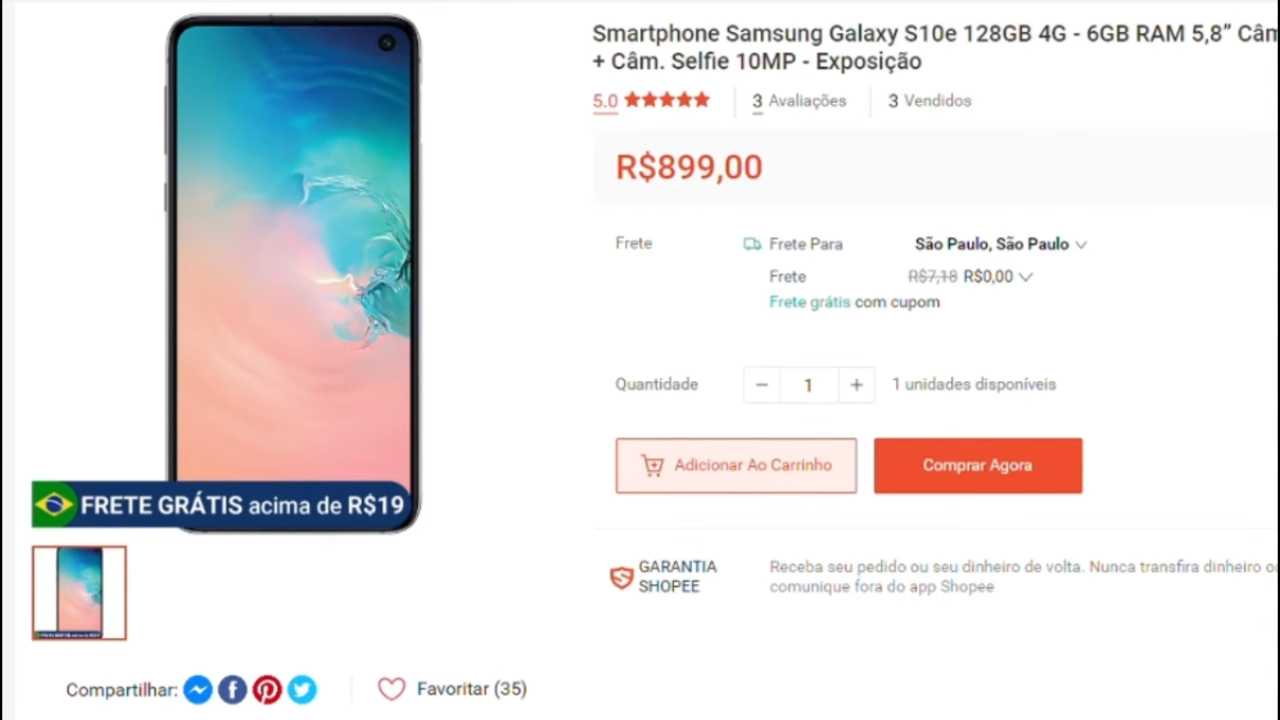 Smartphone Samsung Galaxy S10e 128GB 4G - 6GB RAM 5,8” Câm
+ Câm. Selfie 10MP - Exposição
5.0 3 Avaliações 3 Vendidos
R$899,00
Frete Frete Para São Paulo, São Paulo
Frete R$7,18 R$0,00
Frete grátis com cupom
Quantidade − 1 + 1 unidades disponíveis
Adicionar Ao Carrinho Comprar Agora
FRETE GRÁTIS acima de R$19
GARANTIA SHOPEE
Receba seu pedido ou seu dinheiro de volta. Nunca transfira dinheiro o
comunique fora do app Shopee
Compartilhar: Favoritar (35)